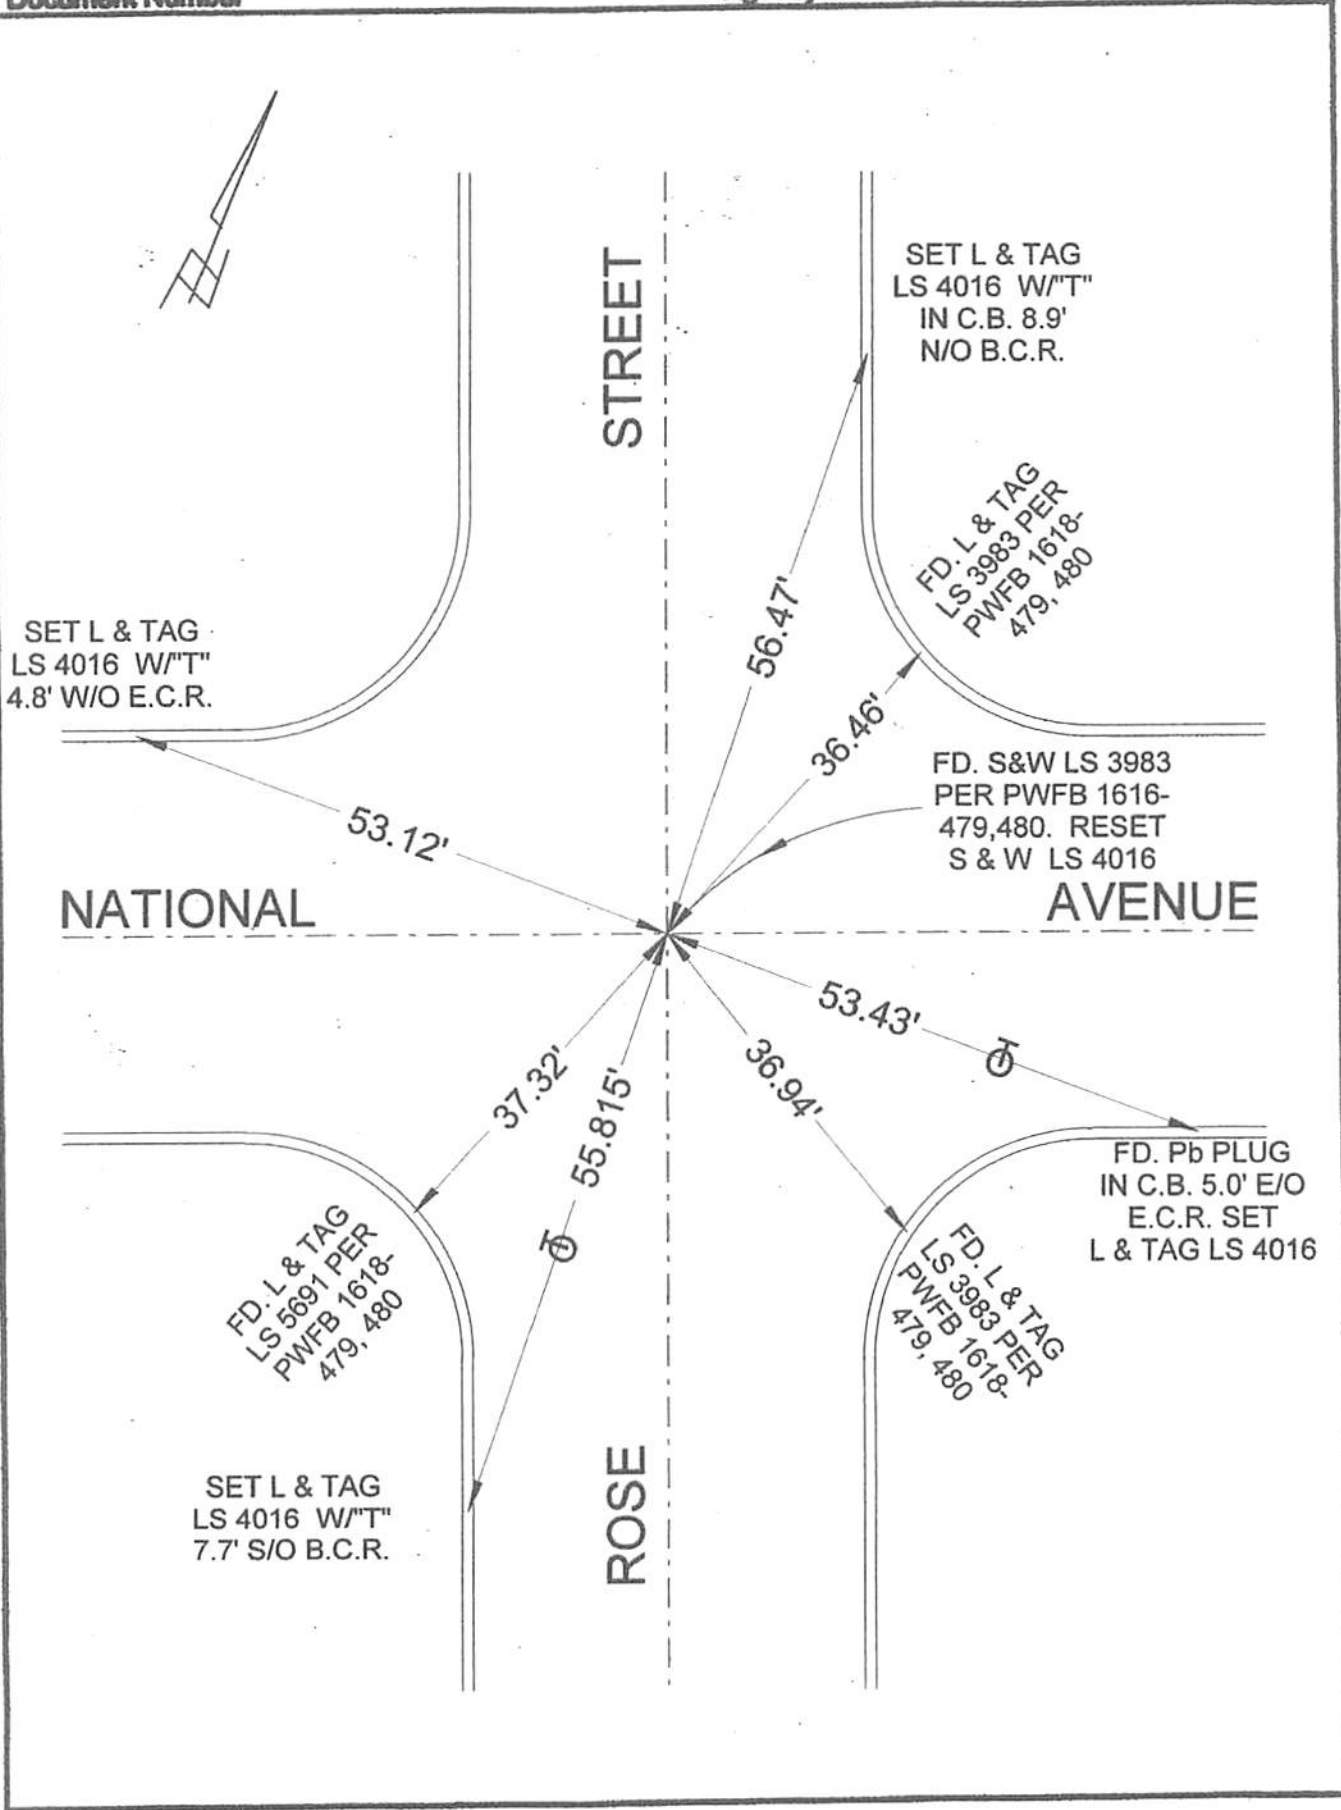 Document Number
STREET
SET L & TAG
LS 4016 W/"T"
IN C.B. 8.9'
N/O B.C.R.
FD. L & TAG
LS 3983 PER
PWFB 1618-
479, 480
56.47'
36.46'
SET L & TAG
LS 4016 W/"T"
4.8' W/O E.C.R.
53.12'
FD. S&W LS 3983
PER PWFB 1616-
479,480. RESET
S & W LS 4016
NATIONAL
AVENUE
53.43'
36.94'
37.32'
55.815'
FD. Pb PLUG
IN C.B. 5.0' E/O
E.C.R. SET
L & TAG LS 4016
FD. L & TAG
LS 5691 PER
PWFB 1618-
479, 480
FD. L & TAG
LS 3983 PER
PWFB 1618-
479, 480
SET L & TAG
LS 4016 W/"T"
7.7' S/O B.C.R.
ROSE